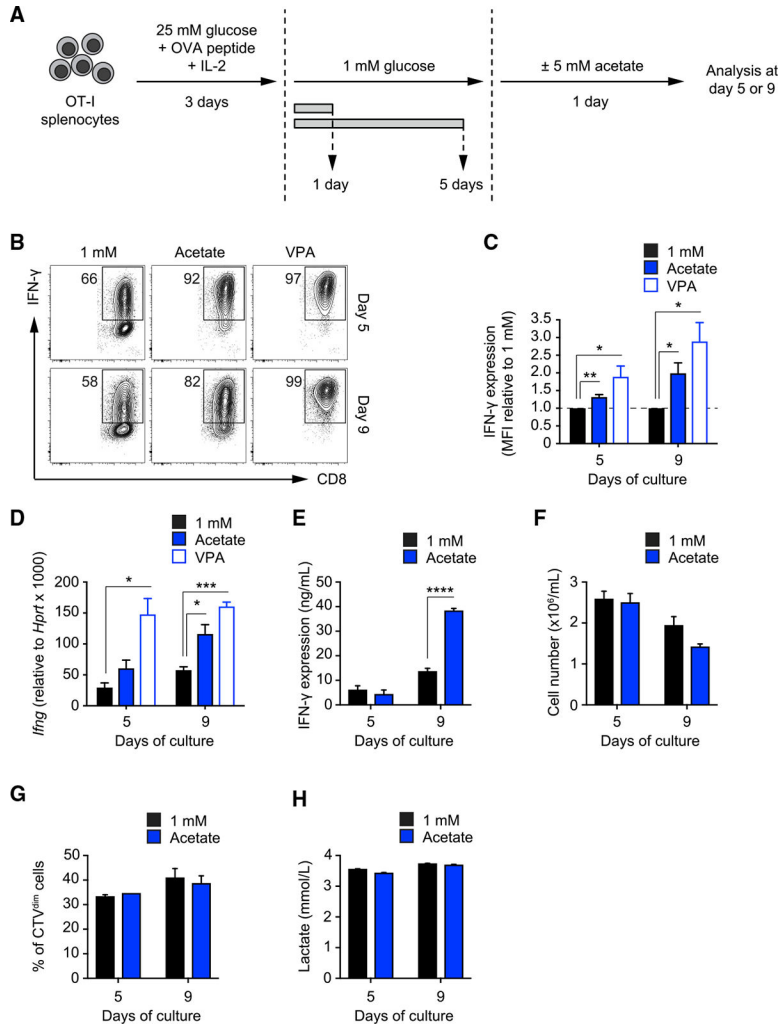 A
OT-I
splenocytes
25 mM glucose
+ OVA peptide
+ IL-2
3 days
1 mM glucose
1 day
5 days
± 5 mM acetate
1 day
Analysis at
day 5 or 9
B
1 mM
Acetate
VPA
IFN-γ
66
92
97
Day 5
58
82
99
Day 9
CD8
C
1 mM
Acetate
VPA
IFN-γ expression
(MFI relative to 1 mM)
3.5
3.0
2.5
2.0
1.5
1.0
0.5
0
**
*
*
*
5
9
Days of culture
D
1 mM
Acetate
VPA
Ifng (relative to Hprt x 1000)
200
150
100
50
0
*
***
*
5
9
Days of culture
E
1 mM
Acetate
IFN-γ expression (ng/mL)
50
40
30
20
10
0
****
5
9
Days of culture
F
1 mM
Acetate
Cell number (x10⁶/mL)
3
2
1
0
5
9
Days of culture
G
1 mM
Acetate
% of CTVᵈⁱᵐ cells
50
40
30
20
10
0
5
9
Days of culture
H
1 mM
Acetate
Lactate (mmol/L)
4
3
2
1
0
5
9
Days of culture